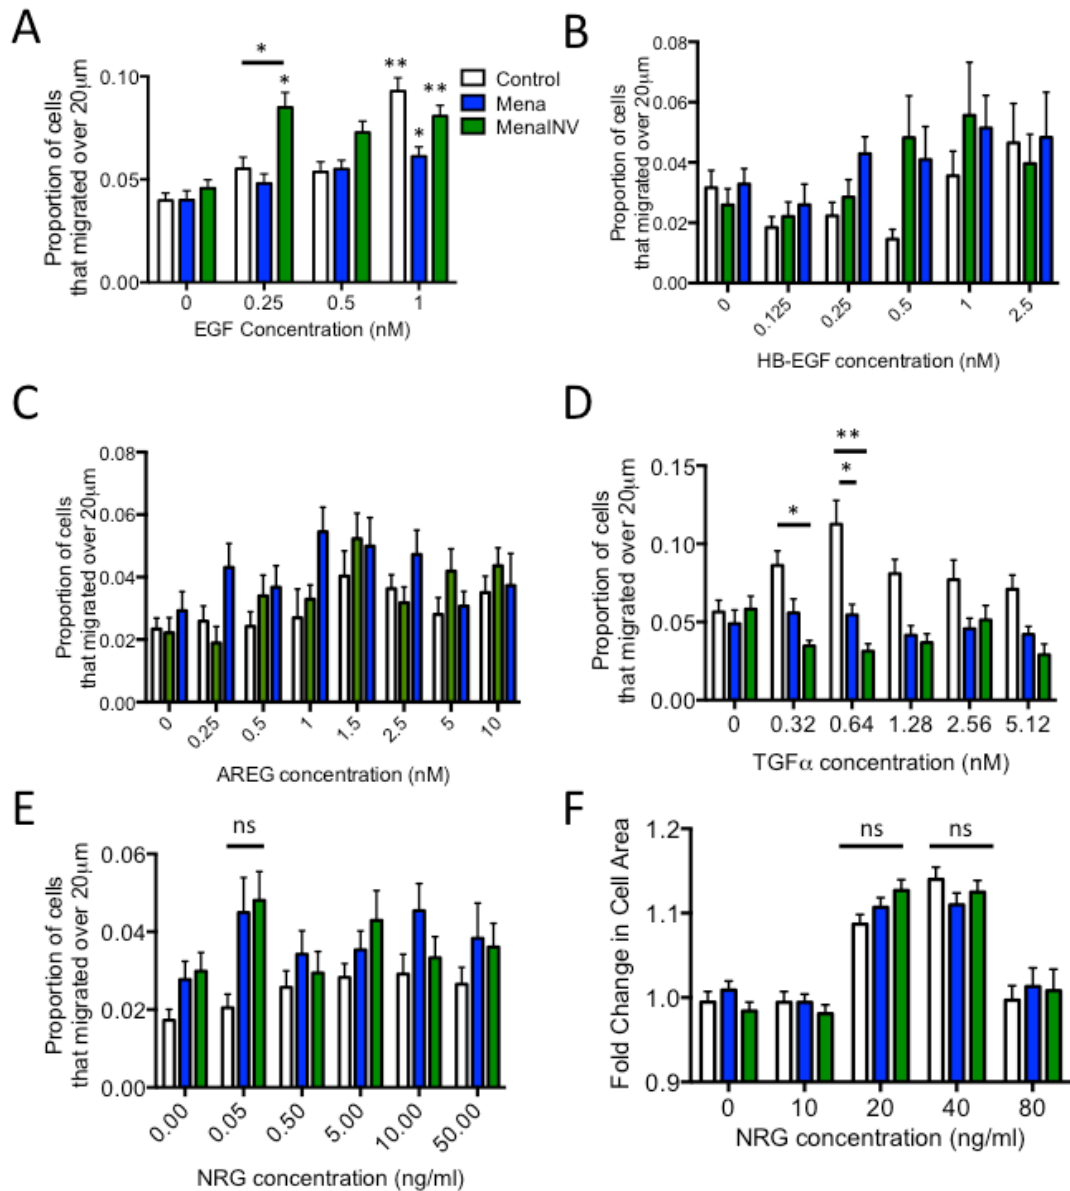 A
Proportion of cells
that migrated over 20μm
0.10
0.05
0.00
*
*
**
*
**
Control
Mena
MenaINV
0 0.25 0.5 1
EGF Concentration (nM)
B
Proportion of cells
that migrated over 20μm
0.08
0.06
0.04
0.02
0.00
0 0.125 0.25 0.5 1 2.5
HB-EGF concentration (nM)
C
Proportion of cells
that migrated over 20μm
0.08
0.06
0.04
0.02
0.00
0 0.25 0.5 1 1.5 2.5 5 10
AREG concentration (nM)
D
Proportion of cells
that migrated over 20μm
0.15
0.10
0.05
0.00
**
*
*
0 0.32 0.64 1.28 2.56 5.12
TGFα concentration (nM)
E
Proportion of cells
that migrated over 20μm
0.06
0.04
0.02
0.00
ns
0.00 0.05 0.50 5.00 10.00 50.00
NRG concentration (ng/ml)
F
Fold Change in Cell Area
1.2
1.1
1.0
0.9
ns ns
0 10 20 40 80
NRG concentration (ng/ml)